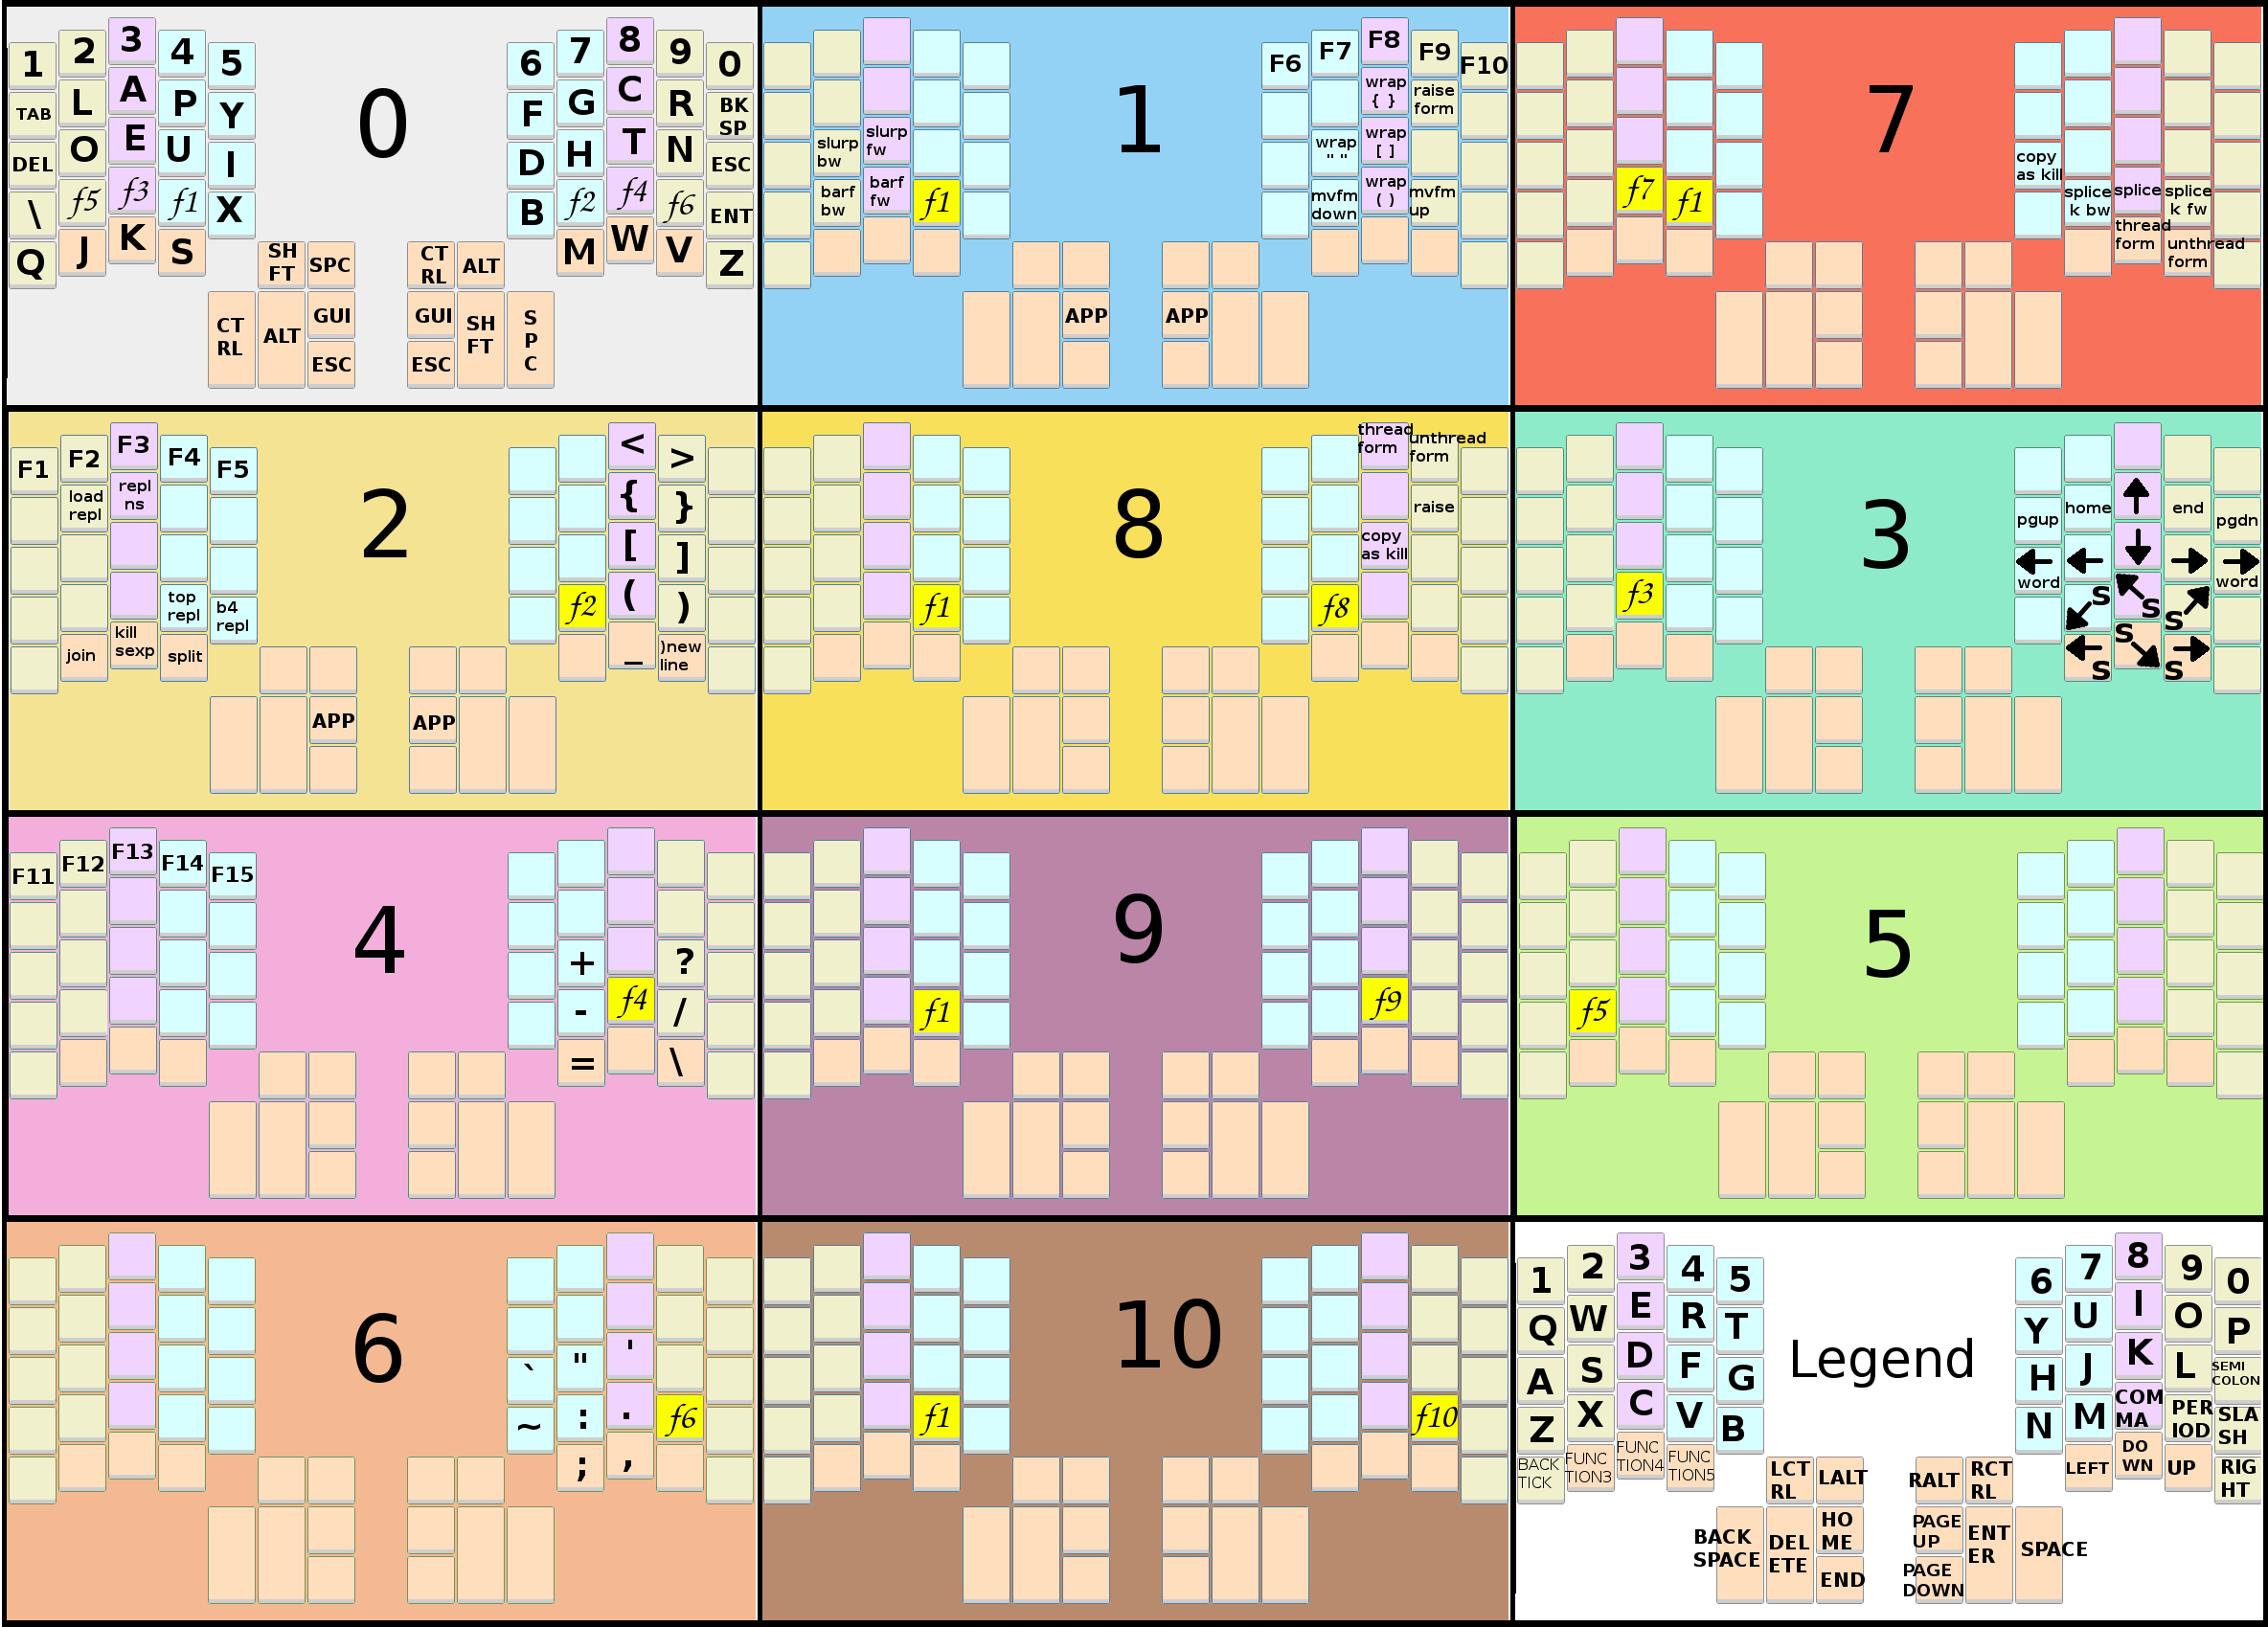 0
1 2 3 4 5 6 7 8 9 0
TAB L A P Y F G C R BK
SP
DEL O E U I D H T N ESC
\ f5 f3 f1 X B f2 f4 f6 ENT
Q J K S M W V Z
SH
FT SPC CT
RL ALT
CT
RL ALT GUI GUI SH
FT S
P
C
ESC ESC
1
F6 F7 F8 F9 F10
wrap
{ } raise
form
slurp
bw slurp
fw wrap
" " wrap
[ ]
barf
bw barf
fw f1 mvfm
down wrap
( ) mvfm
up
APP APP
7
copy
as kill
f7 f1 splice
k bw splice splice
k fw
thread
form unthread
form
2
F1 F2 F3 F4 F5 < >
load
repl repl
ns { }
[ ]
top
repl b4
repl f2 ( )
join kill
sexp split _ )new
line
APP APP
8
thread
form unthread
form
raise
copy
as kill
f1 f8
3
pgup home end pgdn
word word
f3 S S S
S S S
4
F11 F12 F13 F14 F15
+ ?
- f4 /
= \
9
f1 f9
5
f5
6
` " '
~ : . f6
; ,
10
f1 f10
Legend
1 2 3 4 5 6 7 8 9 0
Q W E R T Y U I O P
A S D F G H J K L SEMI
COLON
Z X C V B N M COM
MA PER
IOD SLA
SH
BACK
TICK FUNC
TION3 FUNC
TION4 FUNC
TION5 LEFT DO
WN UP RIG
HT
LCT
RL LALT RALT RCT
RL
BACK
SPACE DEL
ETE HO
ME PAGE
UP ENT
ER SPACE
END PAGE
DOWN